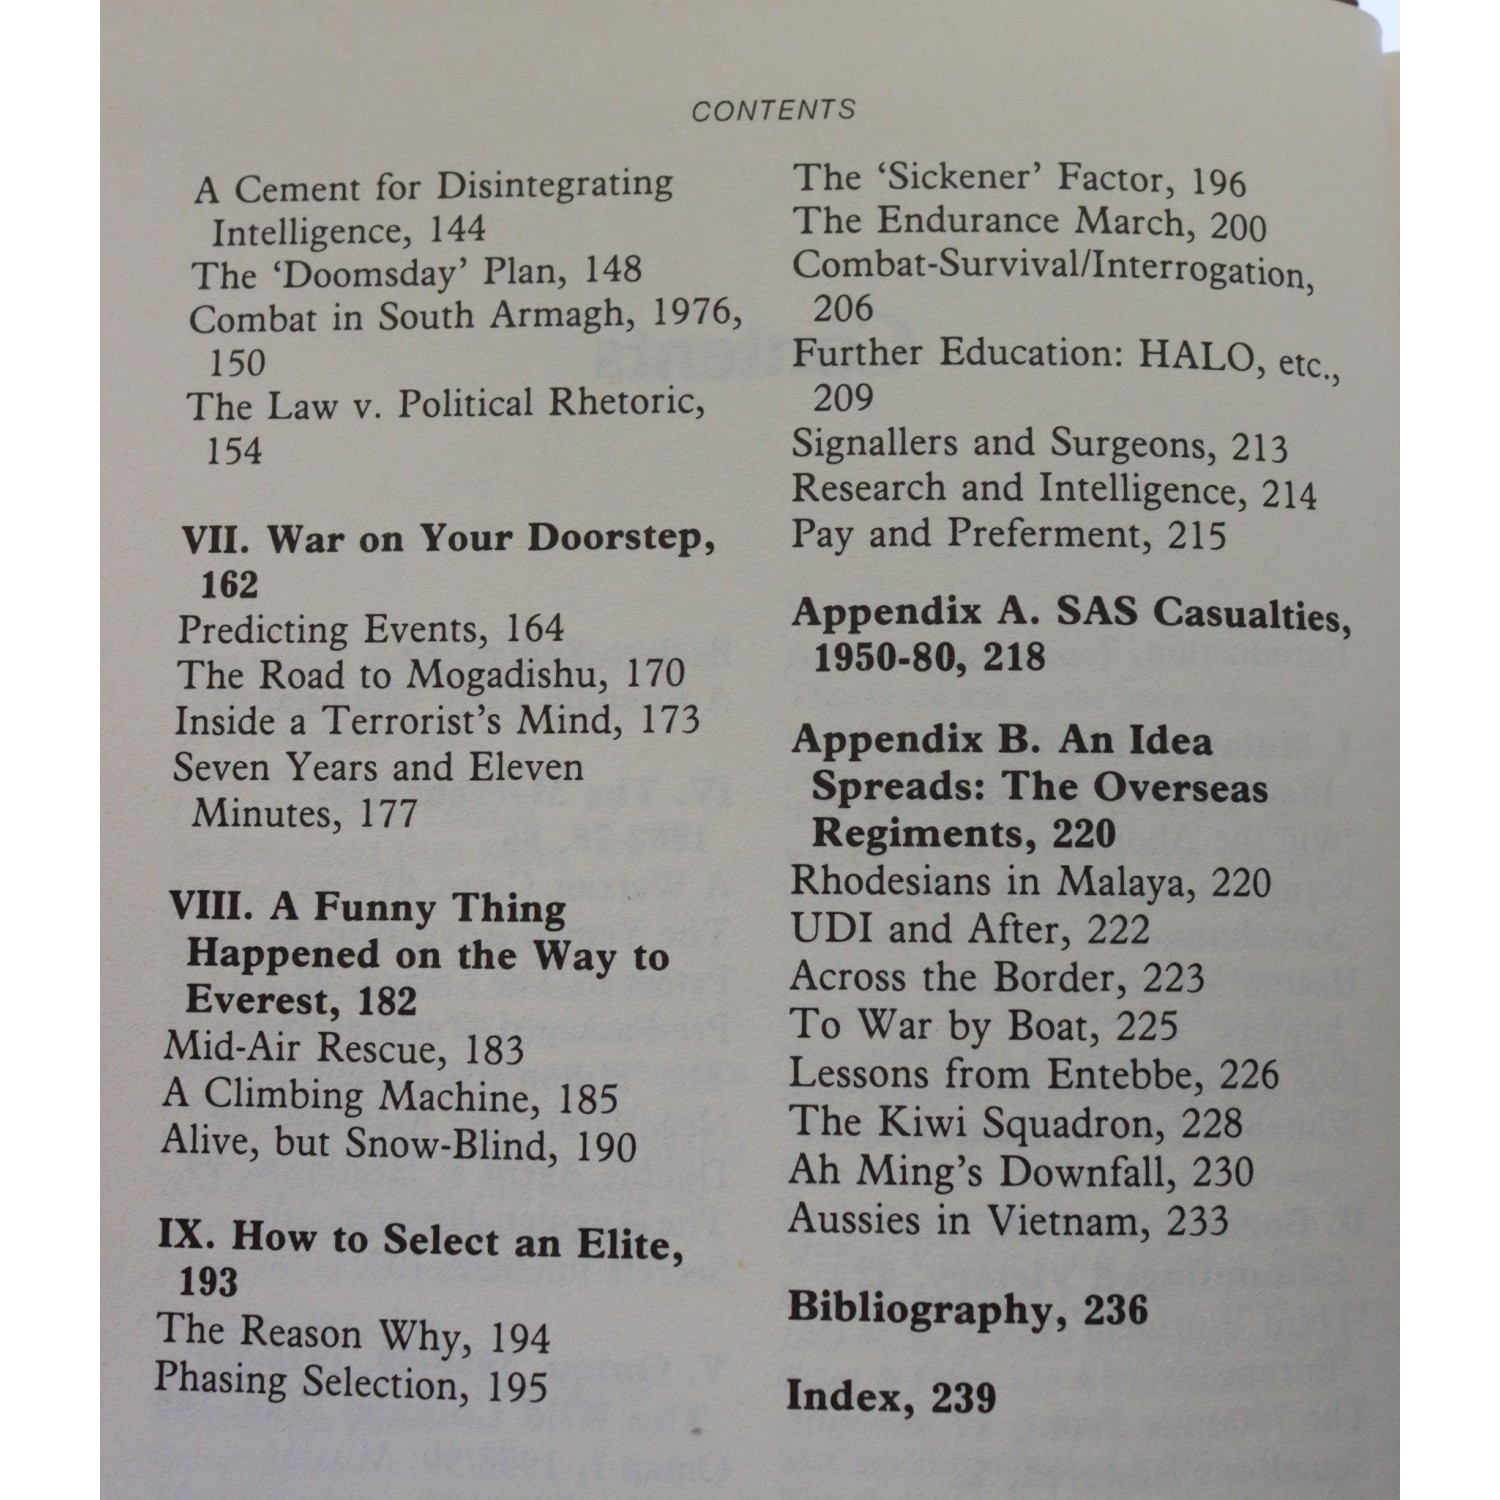 CONTENTS
A Cement for Disintegrating
Intelligence, 144
The ‘Doomsday’ Plan, 148
Combat in South Armagh, 1976,
150
The Law v. Political Rhetoric,
154
VII. War on Your Doorstep,
162
Predicting Events, 164
The Road to Mogadishu, 170
Inside a Terrorist’s Mind, 173
Seven Years and Eleven
Minutes, 177
VIII. A Funny Thing
Happened on the Way to
Everest, 182
Mid-Air Rescue, 183
A Climbing Machine, 185
Alive, but Snow-Blind, 190
IX. How to Select an Elite,
193
The Reason Why, 194
Phasing Selection, 195
The ‘Sickener’ Factor, 196
The Endurance March, 200
Combat-Survival/Interrogation,
206
Further Education: HALO, etc.,
209
Signallers and Surgeons, 213
Research and Intelligence, 214
Pay and Preferment, 215
Appendix A. SAS Casualties,
1950-80, 218
Appendix B. An Idea
Spreads: The Overseas
Regiments, 220
Rhodesians in Malaya, 220
UDI and After, 222
Across the Border, 223
To War by Boat, 225
Lessons from Entebbe, 226
The Kiwi Squadron, 228
Ah Ming’s Downfall, 230
Aussies in Vietnam, 233
Bibliography, 236
Index, 239